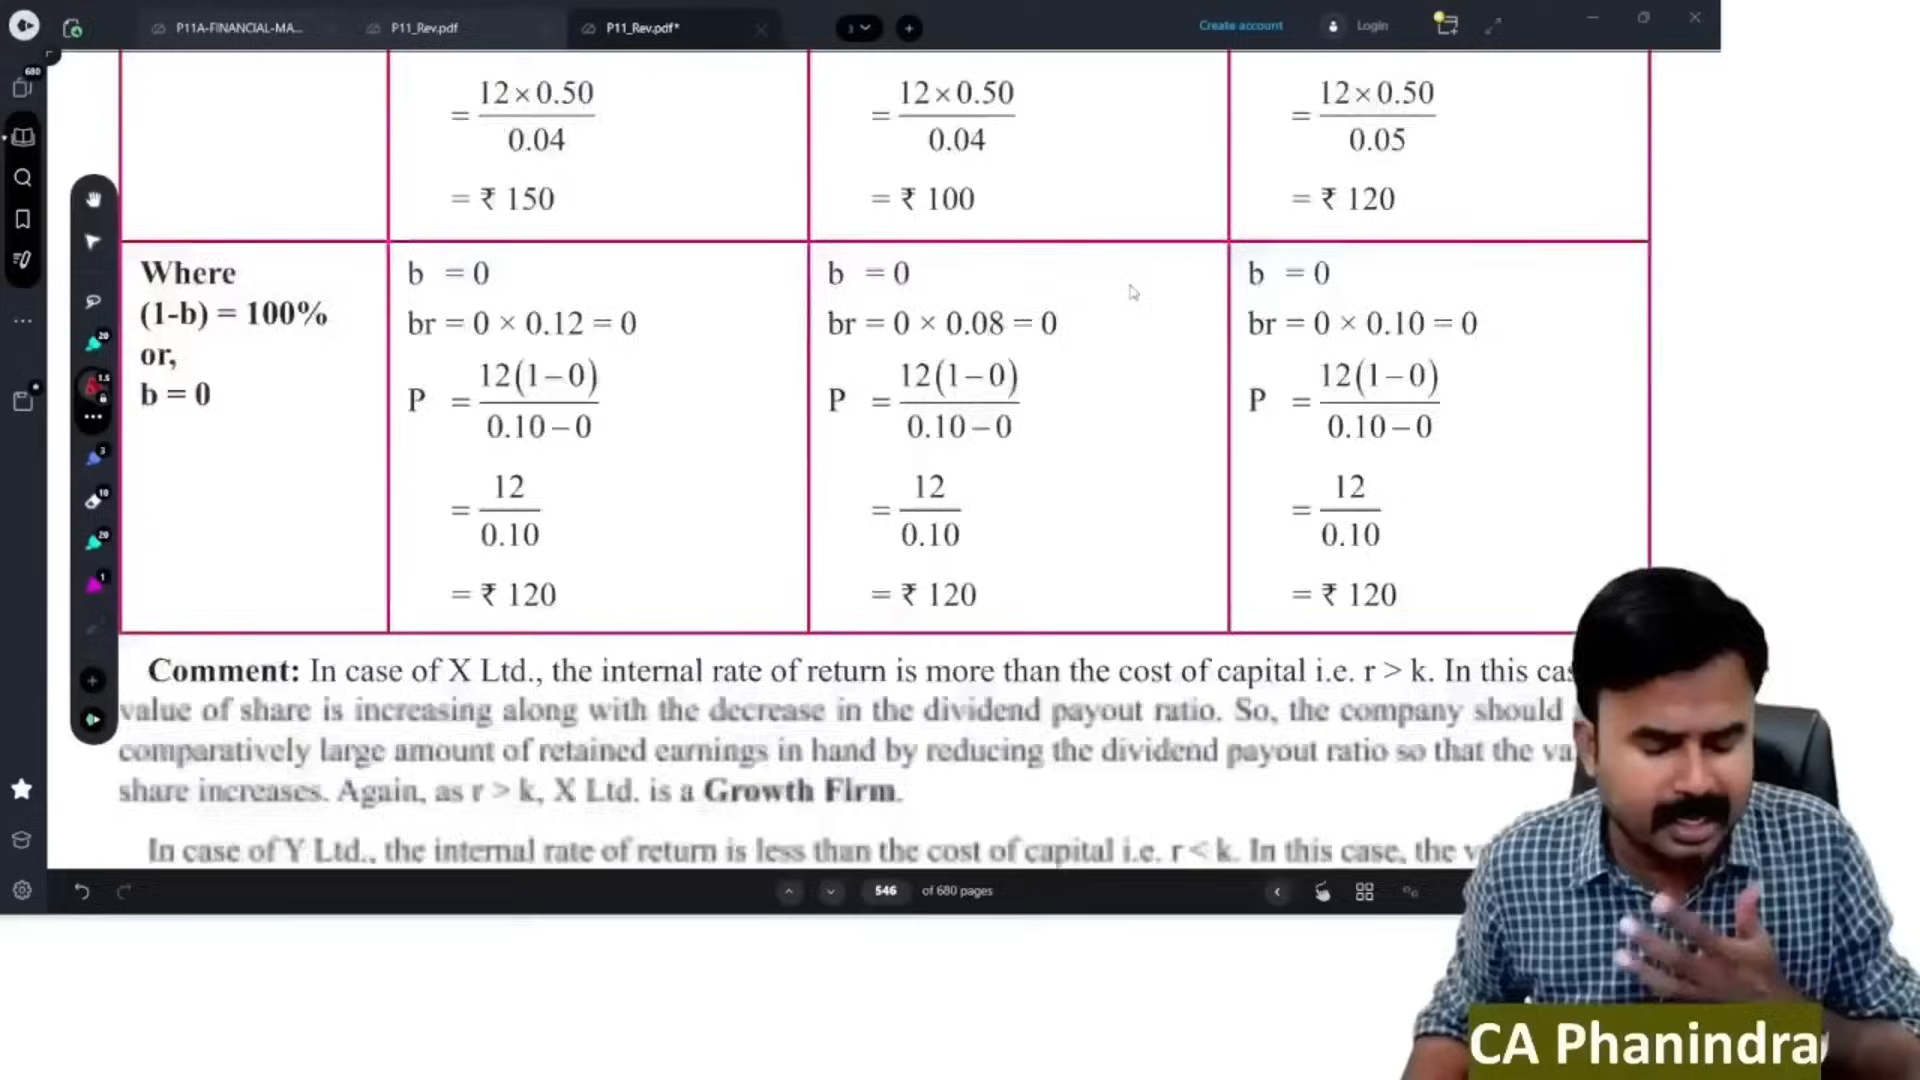 P11A-FINANCIAL-MA...
P11_Rev.pdf
P11_Rev.pdf*
Create account
Login
680
= 12×0.50 / 0.04
= ₹ 150
= 12×0.50 / 0.04
= ₹ 100
= 12×0.50 / 0.05
= ₹ 120
Where
(1-b) = 100%
or,
b = 0
b = 0
br = 0 × 0.12 = 0
P = 12(1−0) / 0.10−0
= 12 / 0.10
= ₹ 120
b = 0
br = 0 × 0.08 = 0
P = 12(1−0) / 0.10−0
= 12 / 0.10
= ₹ 120
b = 0
br = 0 × 0.10 = 0
P = 12(1−0) / 0.10−0
= 12 / 0.10
= ₹ 120
20
1.5
3
10
20
1
Comment: In case of X Ltd., the internal rate of return is more than the cost of capital i.e. r > k. In this
value of share is increasing along with the decrease in the dividend payout ratio. So, the company should
comparatively large amount of retained earnings in hand by reducing the dividend payout ratio so that the
share increases. Again, as r > k, X Ltd. is a Growth Firm.
In case of Y Ltd., the internal rate of return is less than the cost of capital i.e. r < k. In this case, the
546 of 680 pages
CA Phanindra